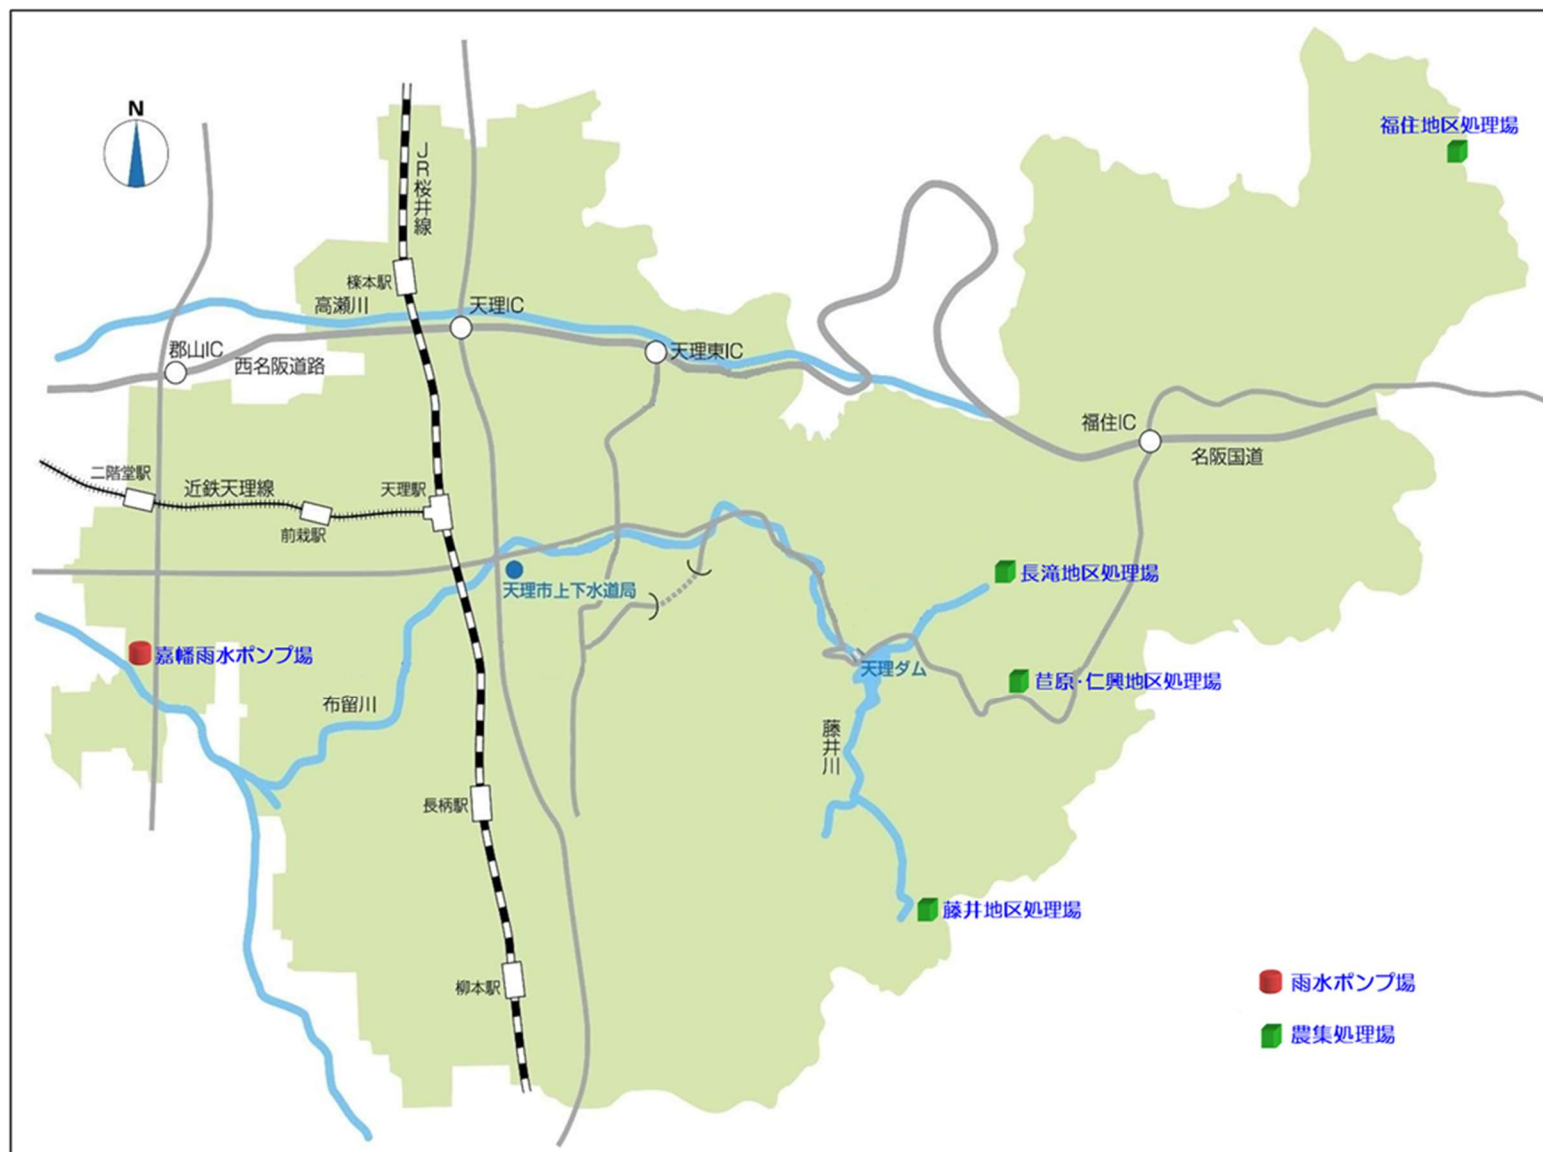 N
福住地区処理場
JR桜井線
櫟本駅
高瀬川
天理IC
郡山IC
西名阪道路
天理東IC
福住IC
名阪国道
二階堂駅
近鉄天理線
天理駅
前栽駅
天理市上下水道局
長滝地区処理場
嘉幡雨水ポンプ場
天理ダム
苣原・仁興地区処理場
布留川
藤井川
長柄駅
藤井地区処理場
柳本駅
雨水ポンプ場
農集処理場